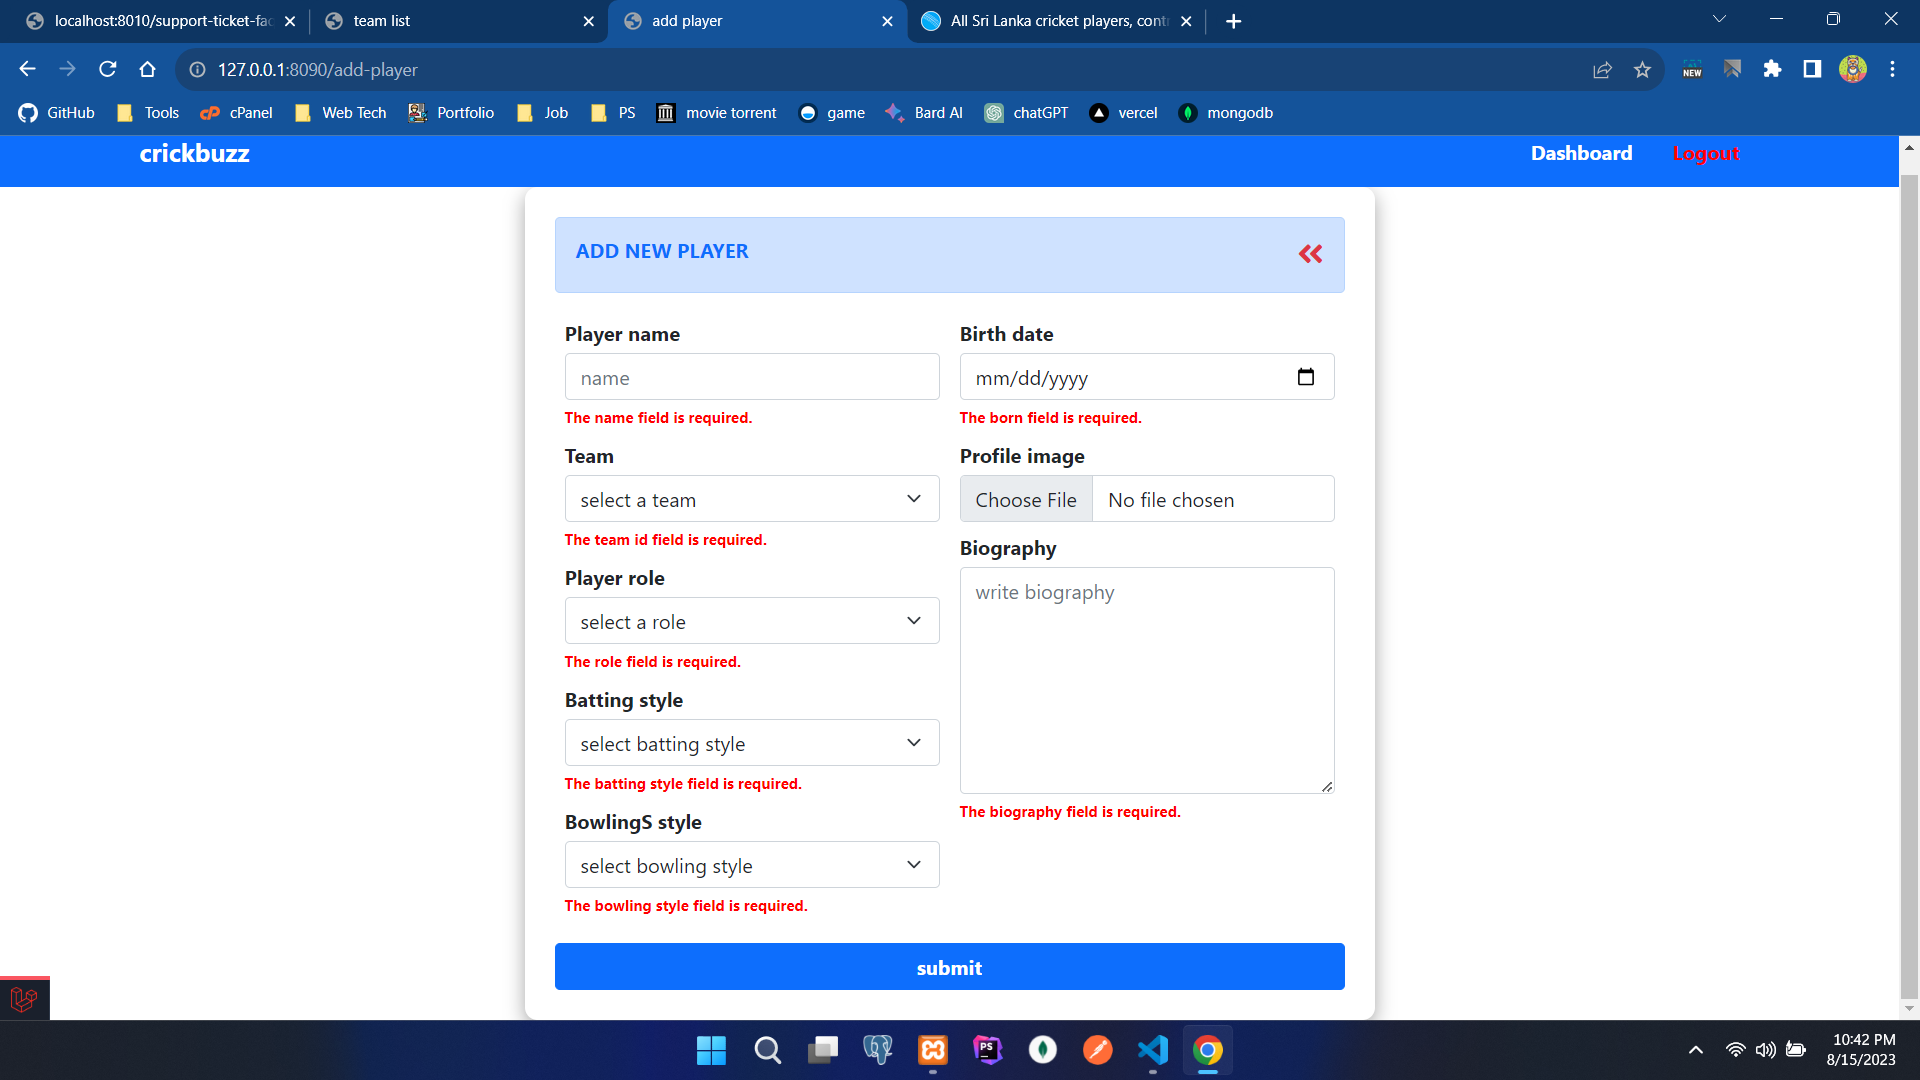 localhost:8010/support-ticket-fac
team list
add player
All Sri Lanka cricket players, contr
127.0.0.1:8090/add-player
NEW
GitHub
Tools
cPanel
Web Tech
Portfolio
Job
PS
movie torrent
game
Bard AI
chatGPT
vercel
mongodb
crickbuzz
Dashboard
Logout
ADD NEW PLAYER
Player name
name
The name field is required.
Team
select a team
The team id field is required.
Player role
select a role
The role field is required.
Batting style
select batting style
The batting style field is required.
BowlingS style
select bowling style
The bowling style field is required.
Birth date
mm/dd/yyyy
The born field is required.
Profile image
Choose File
No file chosen
Biography
write biography
The biography field is required.
submit
PS
10:42 PM
8/15/2023